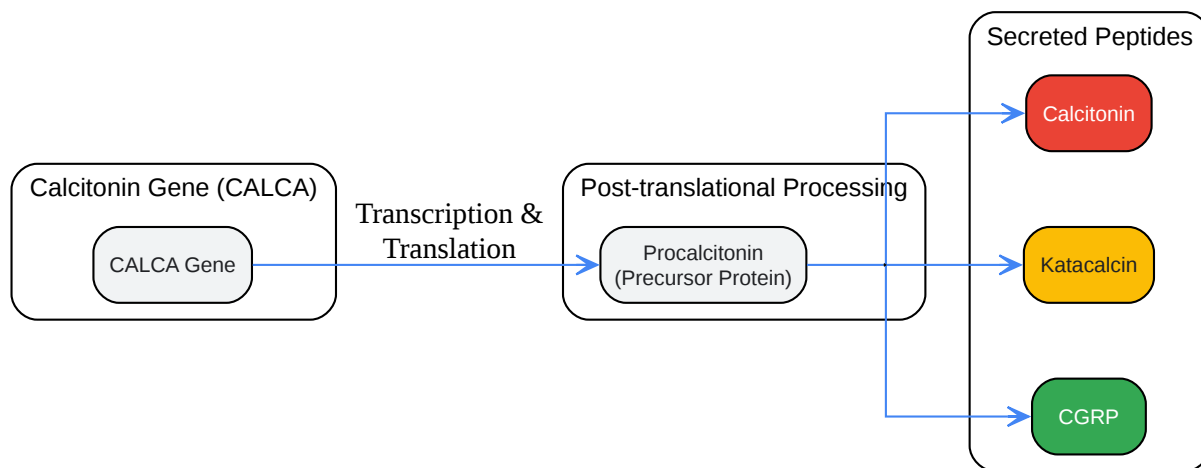 Calcitonin Gene (CALCA)
CALCA Gene
Transcription &
Translation
Post-translational Processing
Procalcitonin
(Precursor Protein)
Secreted Peptides
Calcitonin
Katacalcin
CGRP